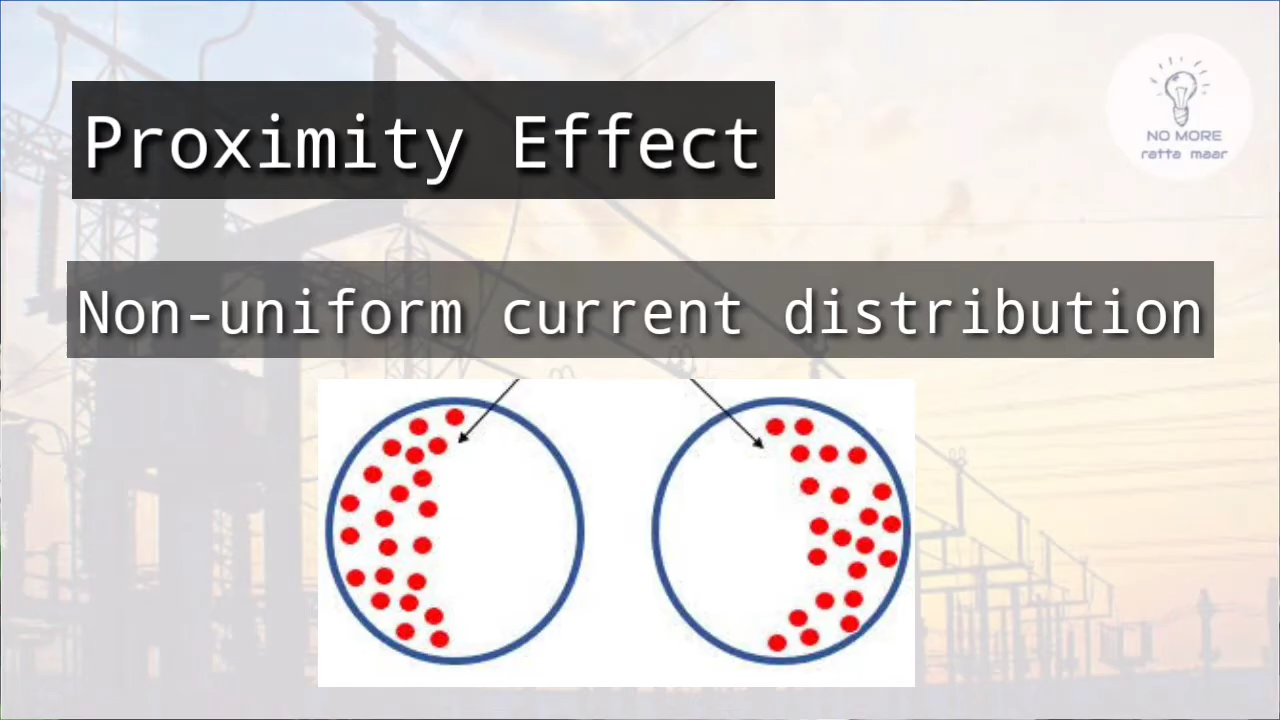 Proximity Effect
NO MORE
ratta maar
Non-uniform current distribution